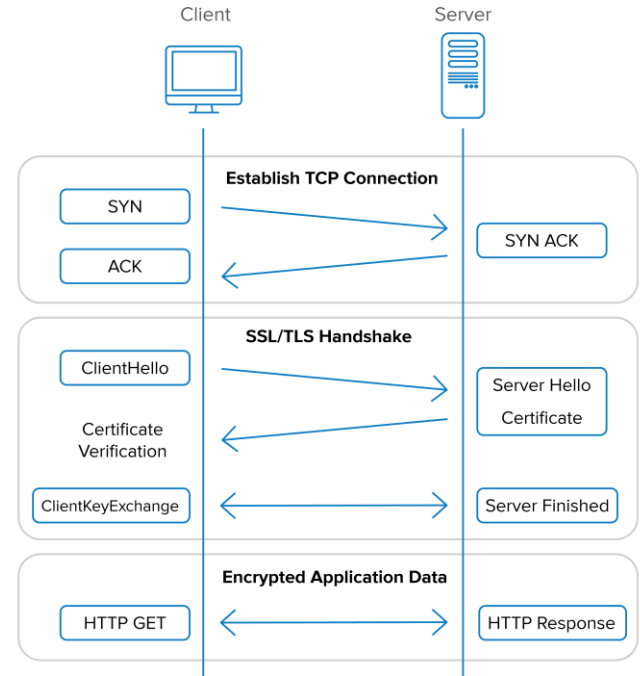 Client
Server
Establish TCP Connection
SYN
SYN ACK
ACK
SSL/TLS Handshake
ClientHello
Server Hello
Certificate
Certificate
Verification
ClientKeyExchange
Server Finished
Encrypted Application Data
HTTP GET
HTTP Response